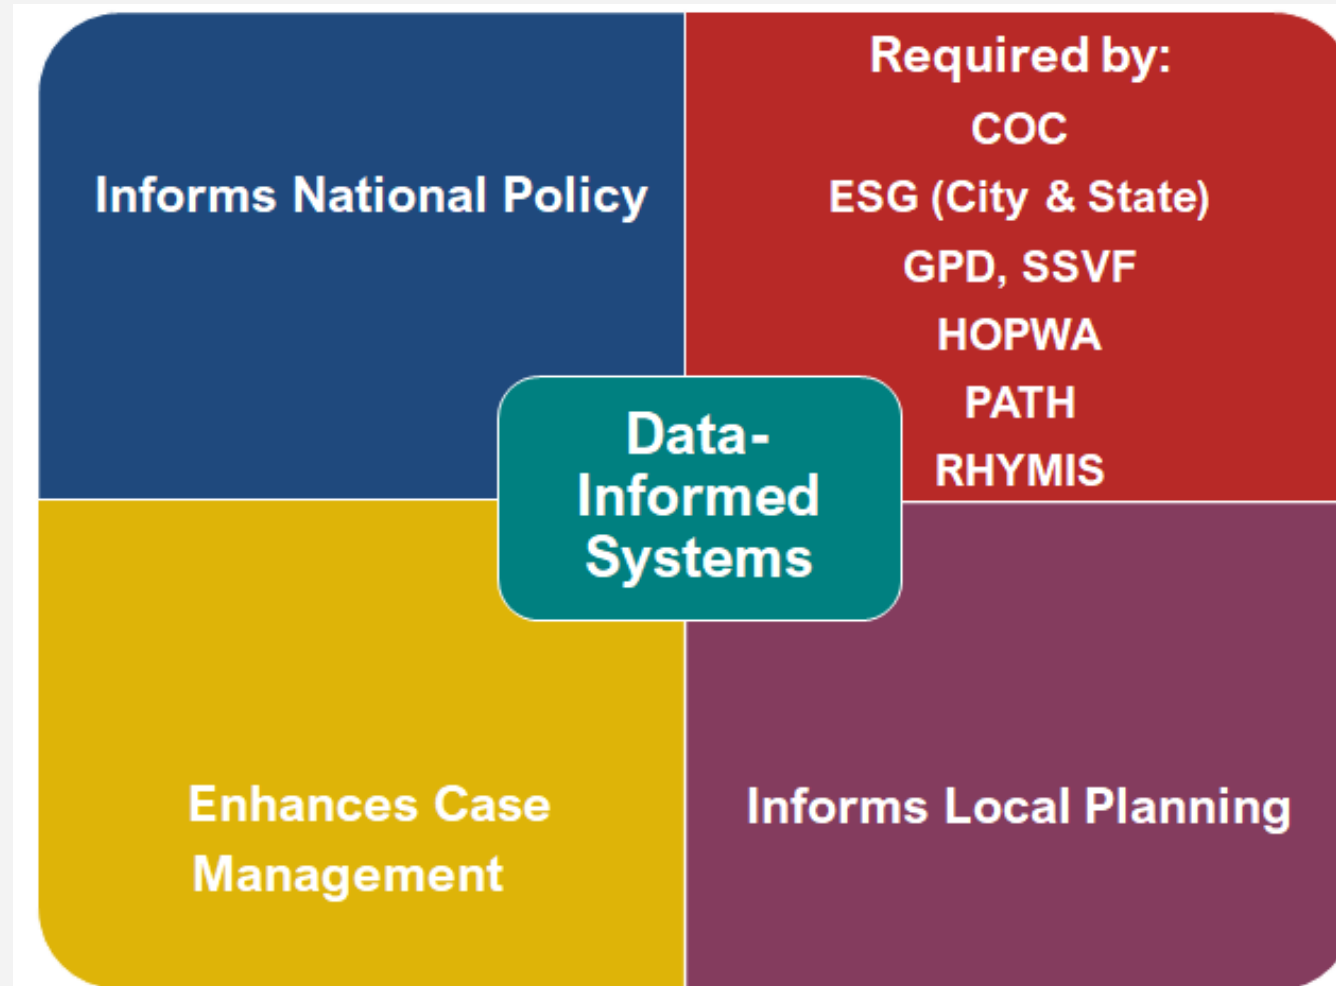 Informs National Policy
Required by:
COC
ESG (City & State)
GPD, SSVF
HOPWA
PATH
RHYMIS
Data-
Informed
Systems
Enhances Case
Management
Informs Local Planning